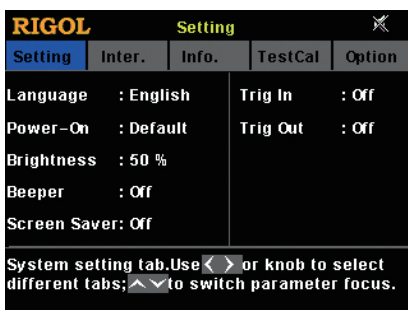 RIGOL Setting
Setting Inter. Info. TestCal Option
Language : English Trig In : Off
Power-On : Default Trig Out : Off
Brightness : 50 %
Beeper : Off
Screen Saver: Off
System setting tab.Use < > or knob to select
different tabs; to switch parameter focus.